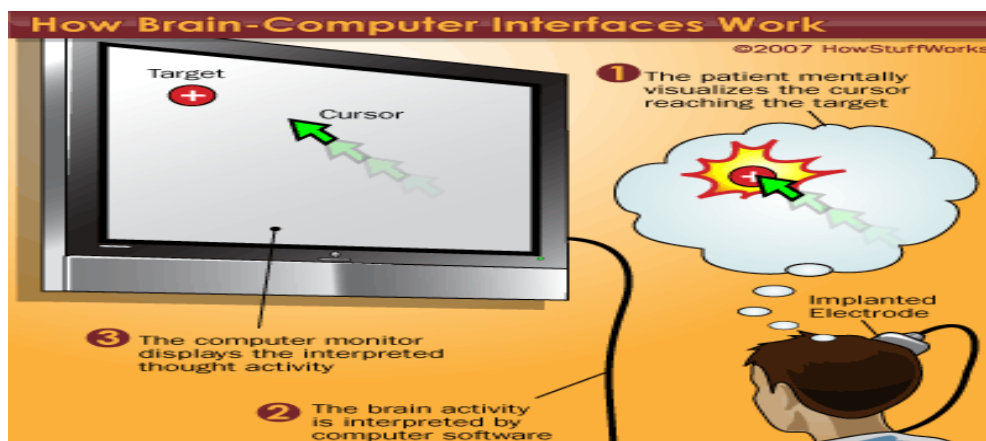 How Brain-Computer Interfaces Work
©2007 HowStuffWorks
Target
Cursor
1 The patient mentally
visualizes the cursor
reaching the target
Implanted
Electrode
3 The computer monitor
displays the interpreted
thought activity
2 The brain activity
is interpreted by
computer software